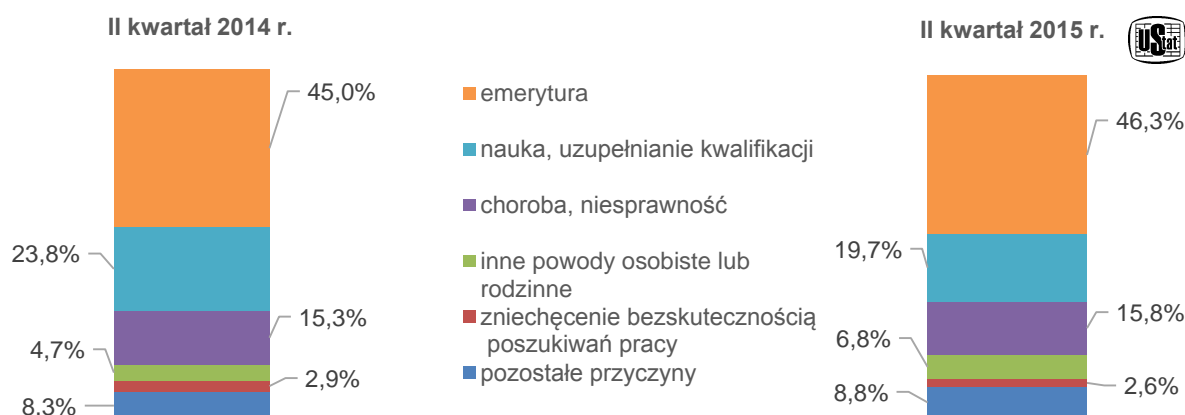 II kwartał 2014 r.
II kwartał 2015 r.
UStat
45,0%
23,8%
15,3%
4,7%
2,9%
8,3%
emerytura
nauka, uzupełnianie kwalifikacji
choroba, niesprawność
inne powody osobiste lub
rodzinne
zniechęcenie bezskutecznością
poszukiwań pracy
pozostałe przyczyny
46,3%
19,7%
15,8%
6,8%
2,6%
8,8%